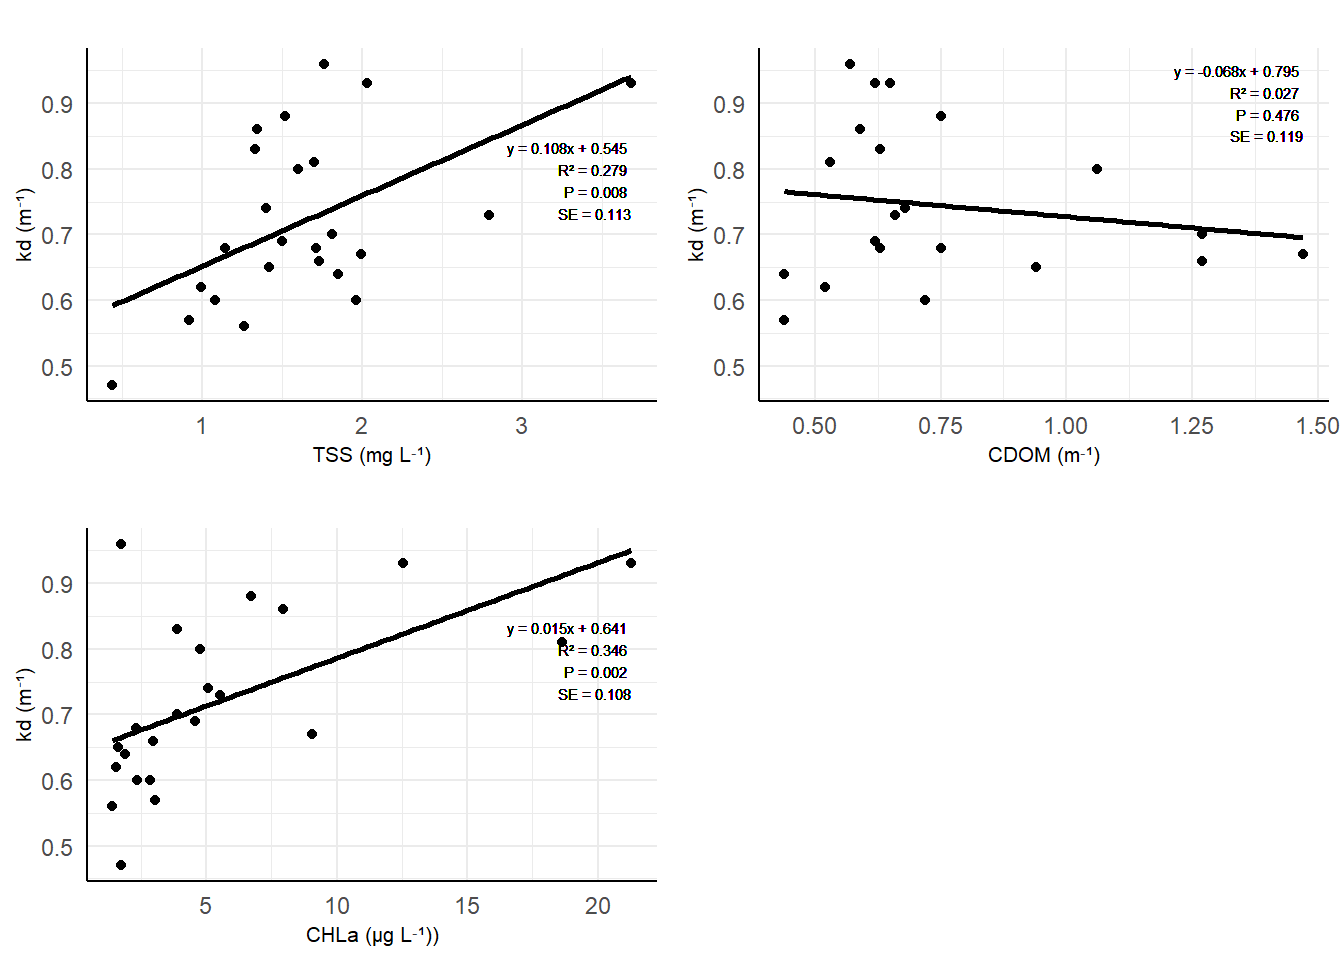 0.9
0.8
0.7
0.6
0.5
kd (m⁻¹)
y = 0.108x + 0.545
R² = 0.279
P = 0.008
SE = 0.113
1 2 3
TSS (mg L⁻¹)
0.9
0.8
0.7
0.6
0.5
kd (m⁻¹)
y = -0.068x + 0.795
R² = 0.027
P = 0.476
SE = 0.119
0.50 0.75 1.00 1.25 1.50
CDOM (m⁻¹)
0.9
0.8
0.7
0.6
0.5
kd (m⁻¹)
y = 0.015x + 0.641
R² = 0.346
P = 0.002
SE = 0.108
5 10 15 20
CHLa (µg L⁻¹))